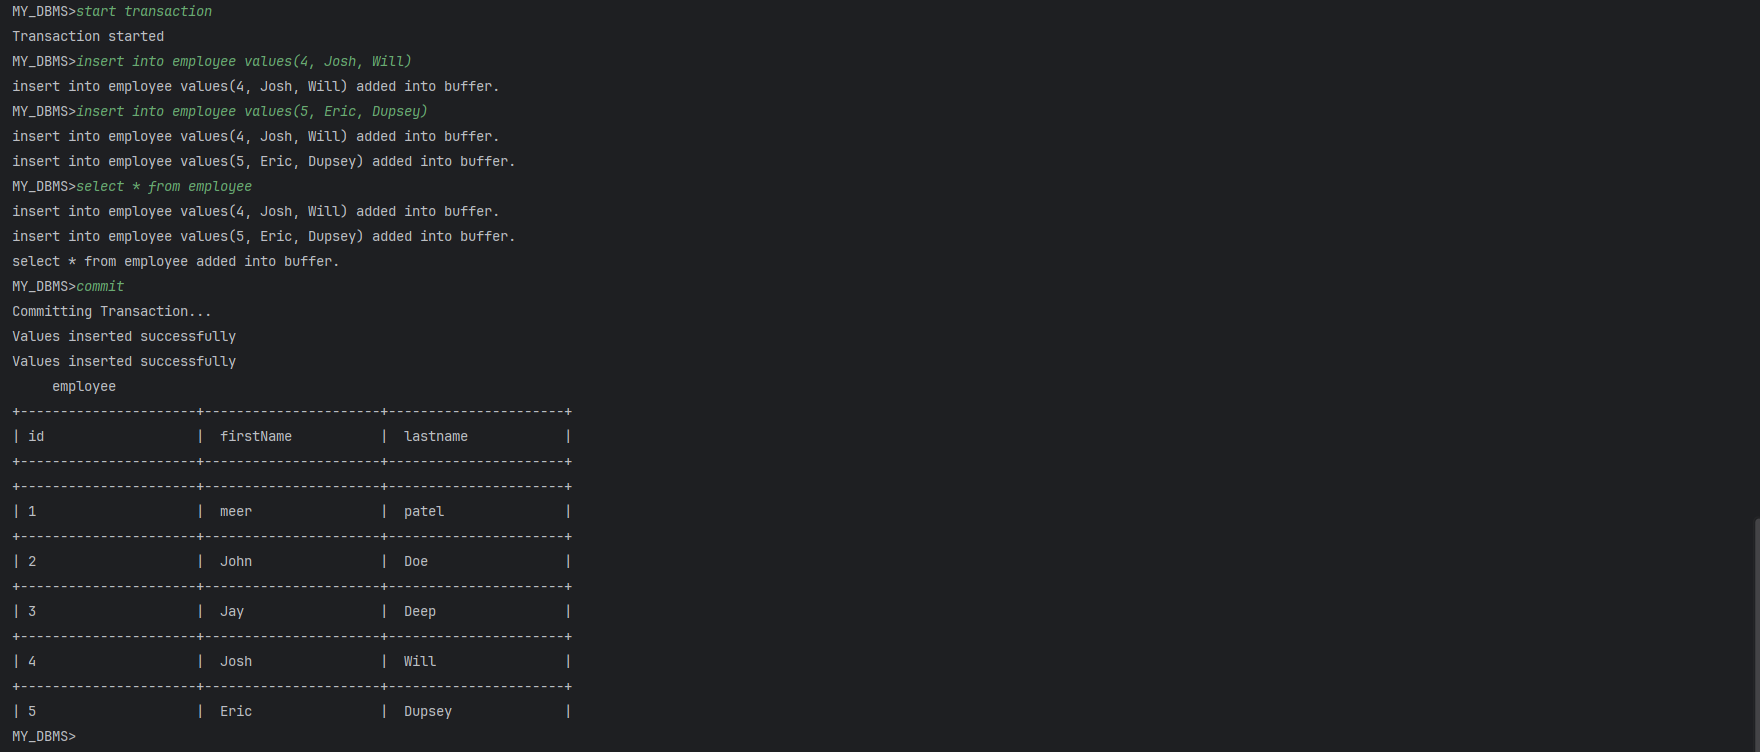 MY_DBMS>start transaction
Transaction started
MY_DBMS>insert into employee values(4, Josh, Will)
insert into employee values(4, Josh, Will) added into buffer.
MY_DBMS>insert into employee values(5, Eric, Dupsey)
insert into employee values(4, Josh, Will) added into buffer.
insert into employee values(5, Eric, Dupsey) added into buffer.
MY_DBMS>select * from employee
insert into employee values(4, Josh, Will) added into buffer.
insert into employee values(5, Eric, Dupsey) added into buffer.
select * from employee added into buffer.
MY_DBMS>commit
Committing Transaction...
Values inserted successfully
Values inserted successfully
     employee
+----------------------+----------------------+----------------------+
| id                   |  firstName           |  lastname            |
+----------------------+----------------------+----------------------+
+----------------------+----------------------+----------------------+
| 1                    |  meer                |  patel               |
+----------------------+----------------------+----------------------+
| 2                    |  John                |  Doe                 |
+----------------------+----------------------+----------------------+
| 3                    |  Jay                 |  Deep                |
+----------------------+----------------------+----------------------+
| 4                    |  Josh                |  Will                |
+----------------------+----------------------+----------------------+
| 5                    |  Eric                |  Dupsey              |
MY_DBMS>